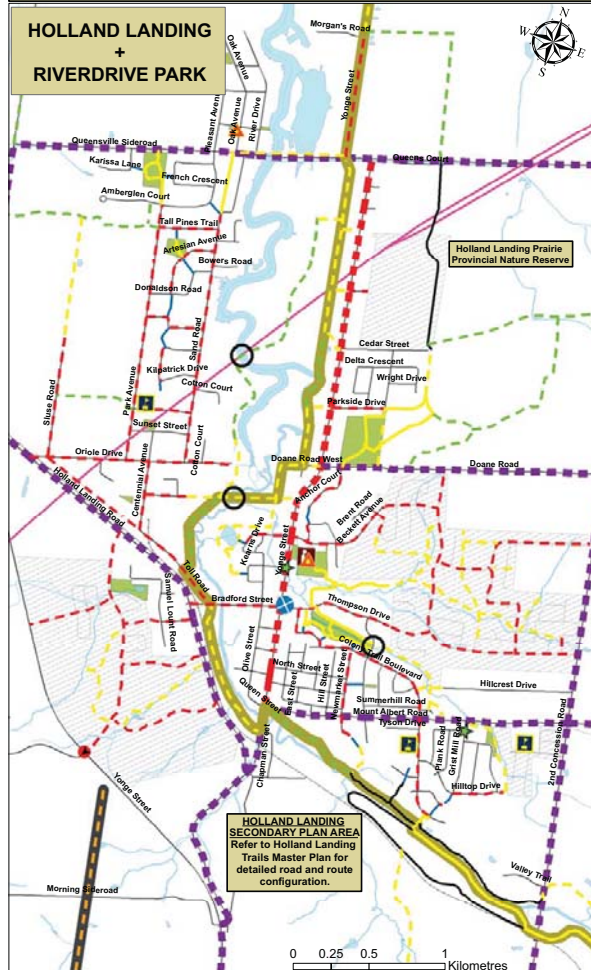 HOLLAND LANDING
+
RIVERDRIVE PARK
Morgan's Road
N
W
E
S
Oak Avenue
Yonge Street
Pleasant Avenue
Oak Avenue
River Drive
Queensville Sideroad
Queens Court
Karissa Lane
French Crescent
Amberglen Court
Tall Pines Trail
Artesian Avenue
Bowers Road
Holland Landing Prairie
Provincial Nature Reserve
Donaldson Road
Sand Road
Cedar Street
Delta Crescent
Wright Drive
Kilpatrick Drive
Cotton Court
Park Avenue
Sluse Road
Parkside Drive
Sunset Street
Cotton Court
Centennial Avenue
Oriole Drive
Doane Road West
Doane Road
Holland Landing Road
Anchor Court
Brent Road
Beckett Avenue
Kearns Drive
Yonge Street
Toll Road
Samuel Lount Road
Bradford Street
Thompson Drive
Olive Street
Colony Trail Boulevard
North Street
East Street
Hill Street
Newmarket Street
Hillcrest Drive
Queen Street
Summerhill Road
Mount Albert Road
Tyson Drive
2nd Concession Road
Plank Road
Grist Mill Road
Chapman Street
Yonge Street
Hilltop Drive
HOLLAND LANDING
SECONDARY PLAN AREA
Refer to Holland Landing
Trails Master Plan for
detailed road and route
configuration.
Valley Trail
Morning Sideroad
0 0.25 0.5 1
Kilometres